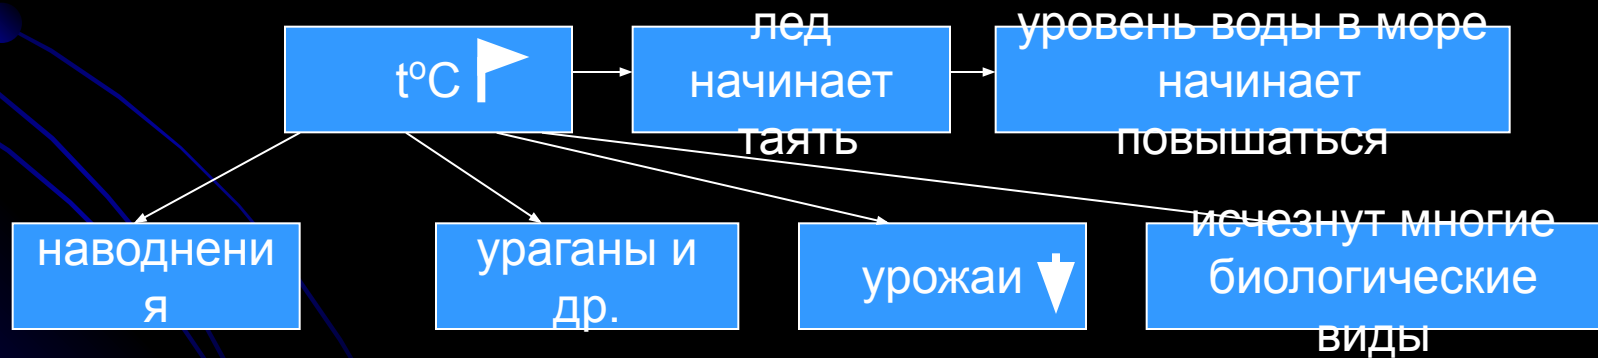 t°C
лед
начинает
таять
уровень воды в море
начинает
повышаться
наводнени
я
ураганы и
др.
урожаи
исчезнут многие
биологические
виды